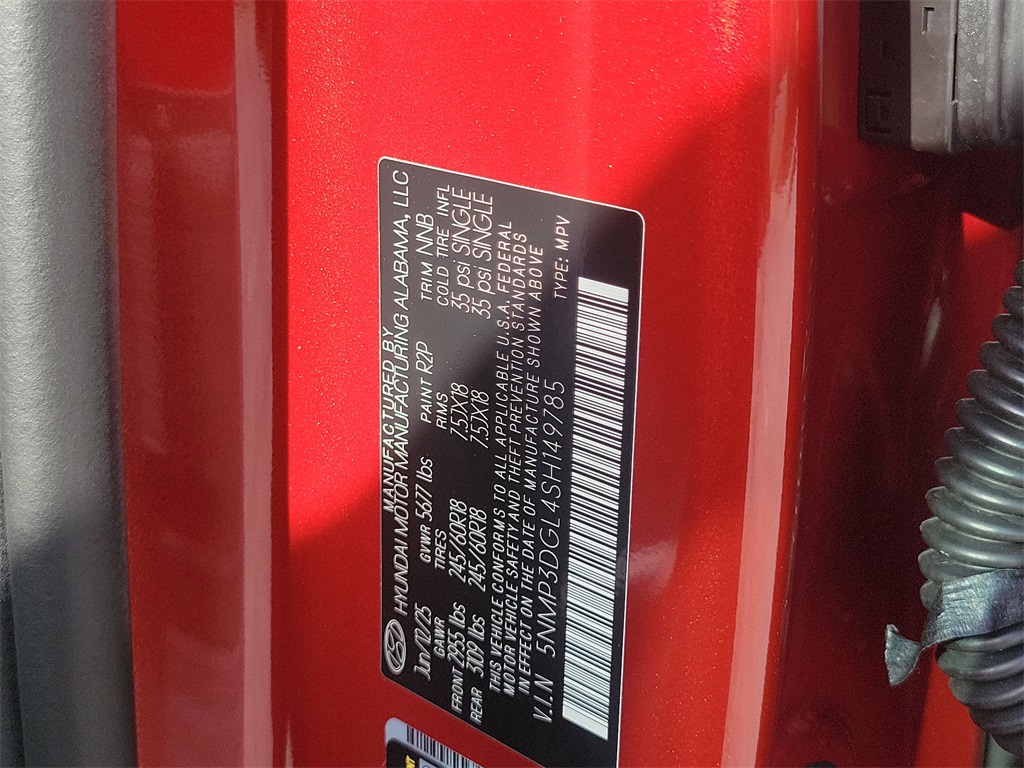 MANUFACTURED BY
HYUNDAI MOTOR MANUFACTURING ALABAMA, LLC
Jun/10/25 GVWR 5677 lbs PAINT R2P TRIM NNB
GAWR TIRES RIMS COLD TIRE INFL
FRONT 2955 lbs 245/60R18 7.5JX18 35 psi SINGLE
REAR 3109 lbs 245/60R18 7.5JX18 35 psi SINGLE
THIS VEHICLE CONFORMS TO ALL APPLICABLE U.S.A. FEDERAL
MOTOR VEHICLE SAFETY AND THEFT PREVENTION STANDARDS
IN EFFECT ON THE DATE OF MANUFACTURE SHOWN ABOVE
V.I.N 5NMP3DGL4SH149785 TYPE: MPV